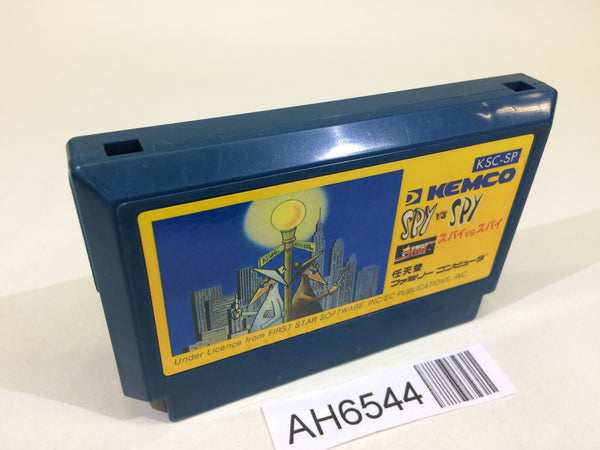 KSC-SP
KEMCO
SPY vs SPY
スパイvsスパイ
任天堂
ファミリー コンピュータ
Under Licence from FIRST STAR SOFTWARE, INC/EC PUBLICATIONS, INC
AH6544